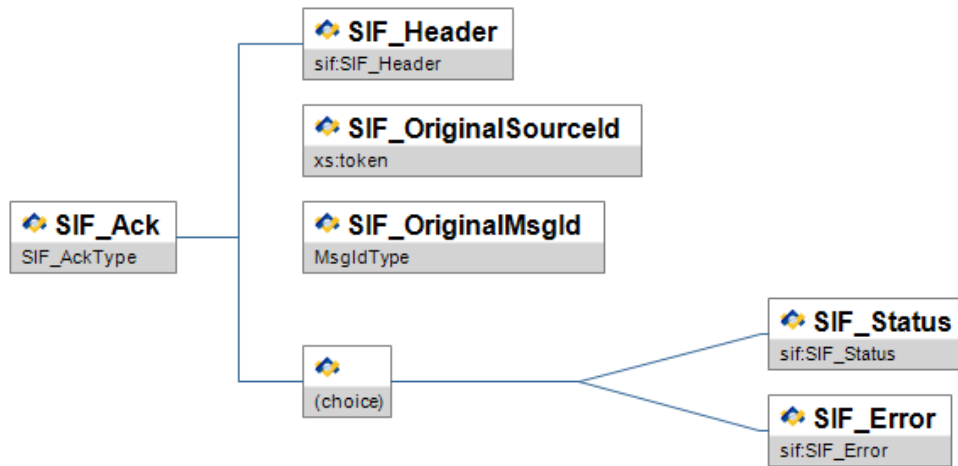 SIF_Header
sif:SIF_Header
SIF_OriginalSourceId
xs:token
SIF_Ack
SIF_AckType
SIF_OriginalMsgId
MsgIdType
SIF_Status
sif:SIF_Status
(choice)
SIF_Error
sif:SIF_Error